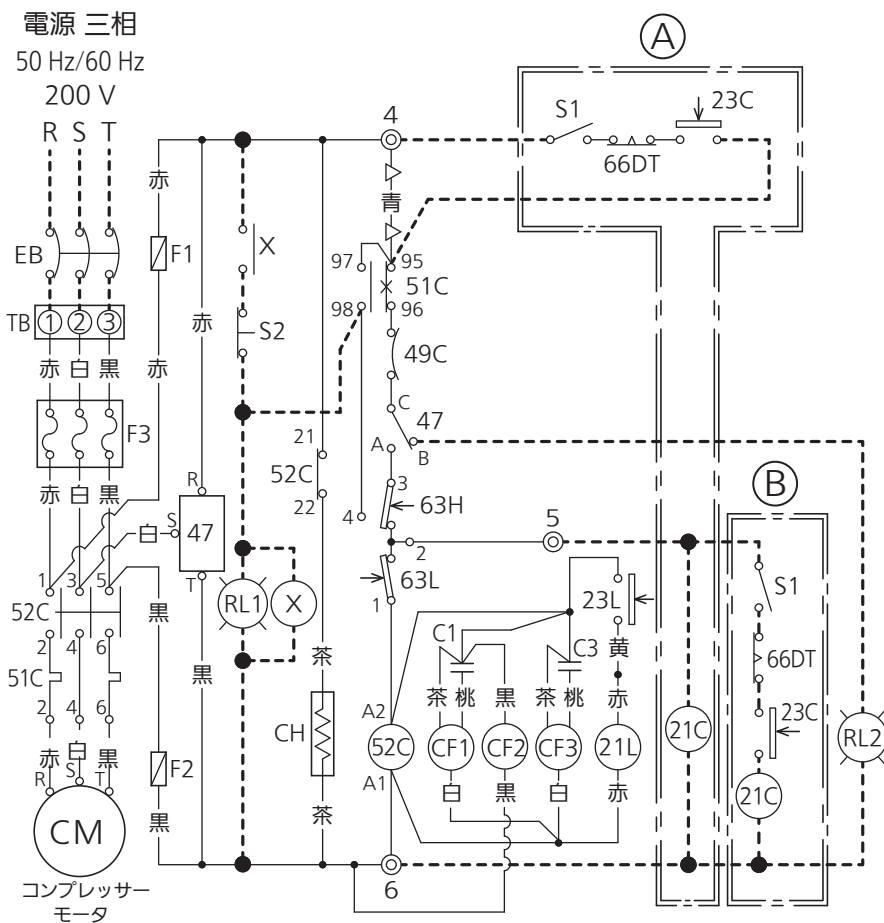 電源 三相
50 Hz/60 Hz
200 V
R S T
EB
TB ① ② ③
赤 白 黒
F3
赤 白 黒
1 3 5
52C
2 4 6
51C
2 4 6
赤 白 黒
R S T
CM
コンプレッサー
モータ
赤
F1
赤
白
黒
F2
黒
赤
R
S
47
T
黒
X
S2
RL1
X
21
52C
22
茶
CH
茶
4
青
97 95
51C
98 96
49C
C
47
A B
3
63H
4
2
63L
1
5
A2
52C
A1
6
C1
茶 桃 黒
CF1
CF2
白 黒
C3
茶 桃
CF3
白
23L
黄
赤
21L
赤
Ⓐ
S1
66DT
23C
21C
Ⓑ
S1
66DT
23C
21C
RL2